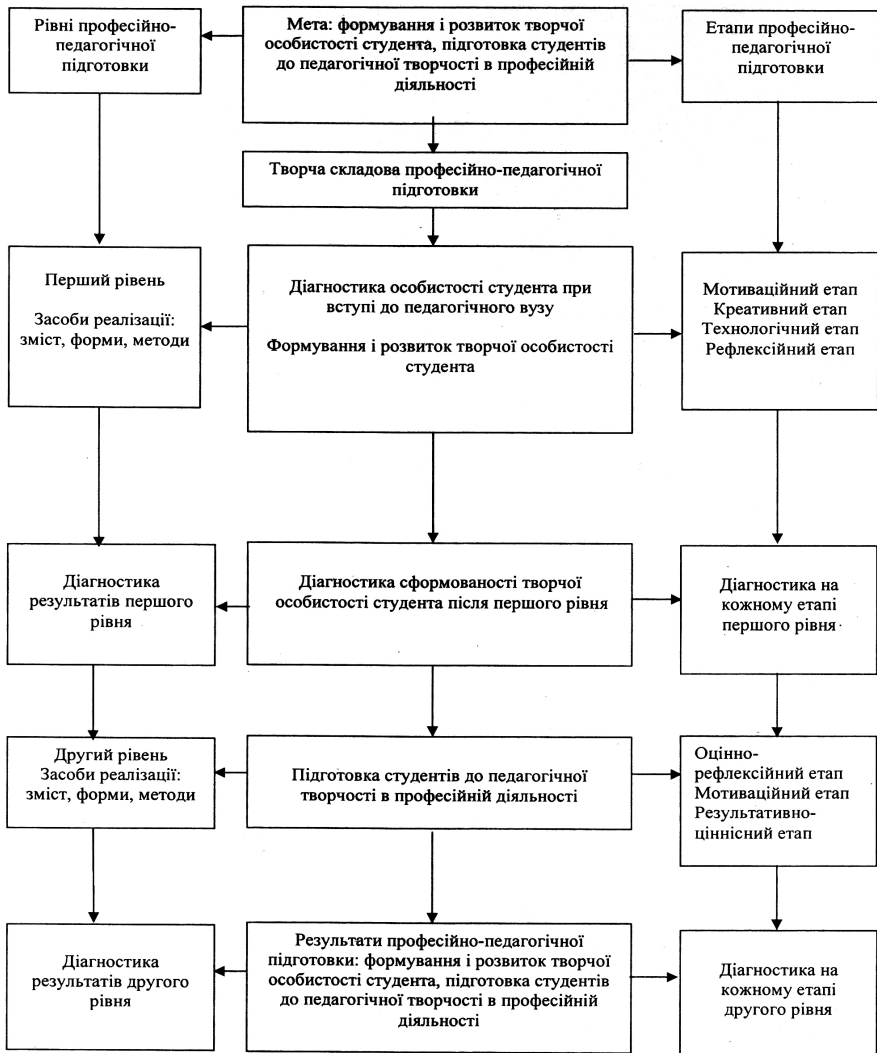 Рівні професійно-
педагогічної
підготовки
Мета: формування і розвиток творчої
особистості студента, підготовка студентів
до педагогічної творчості в професійній
діяльності
Етапи професійно-
педагогічної
підготовки
Творча складова професійно-педагогічної
підготовки
Перший рівень
Засоби реалізації:
зміст, форми, методи
Діагностика особистості студента при
вступі до педагогічного вузу
Формування і розвиток творчої особистості
студента
Мотиваційний етап
Креативний етап
Технологічний етап
Рефлексійний етап
Діагностика
результатів першого
рівня
Діагностика сформованості творчої
особистості студента після першого рівня
Діагностика на
кожному етапі
першого рівня
Другий рівень
Засоби реалізації:
зміст, форми, методи
Підготовка студентів до педагогічної
творчості в професійній діяльності
Оцінно-
рефлексійний етап
Мотиваційний етап
Результативно-
ціннісний етап
Діагностика
результатів другого
рівня
Результати професійно-педагогічної
підготовки: формування і розвиток творчої
особистості студента, підготовка студентів
до педагогічної творчості в професійній
діяльності
Діагностика на
кожному етапі
другого рівня